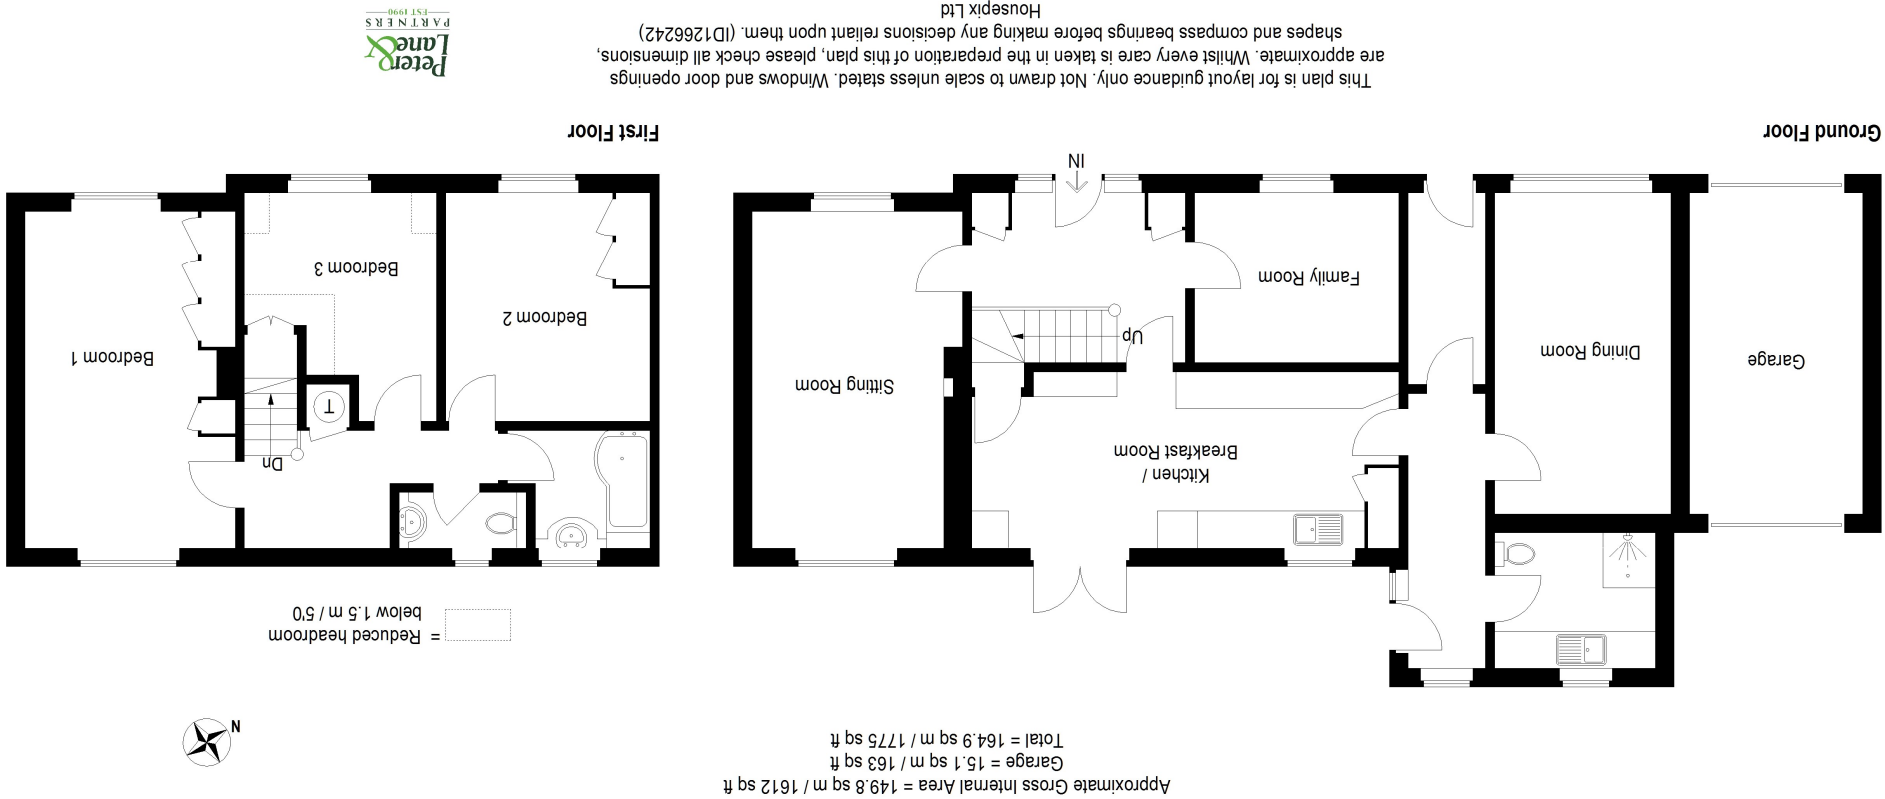 Approximate Gross Internal Area = 149.8 sq m / 1612 sq ft
Garage = 15.1 sq m / 163 sq ft
Total = 164.9 sq m / 1775 sq ft
N
= Reduced headroom
below 1.5 m / 5'0
Garage
Dining Room
Kitchen /
Breakfast Room
Sitting Room
Family Room
Up
IN
Ground Floor
Dn
T
Bedroom 1
Bedroom 2
Bedroom 3
First Floor
This plan is for layout guidance only. Not drawn to scale unless stated. Windows and door openings
are approximate. Whilst every care is taken in the preparation of this plan, please check all dimensions,
shapes and compass bearings before making any decisions reliant upon them. (ID1266242)
Housepix Ltd
Peter &
Lane
PARTNERS
EST 1990